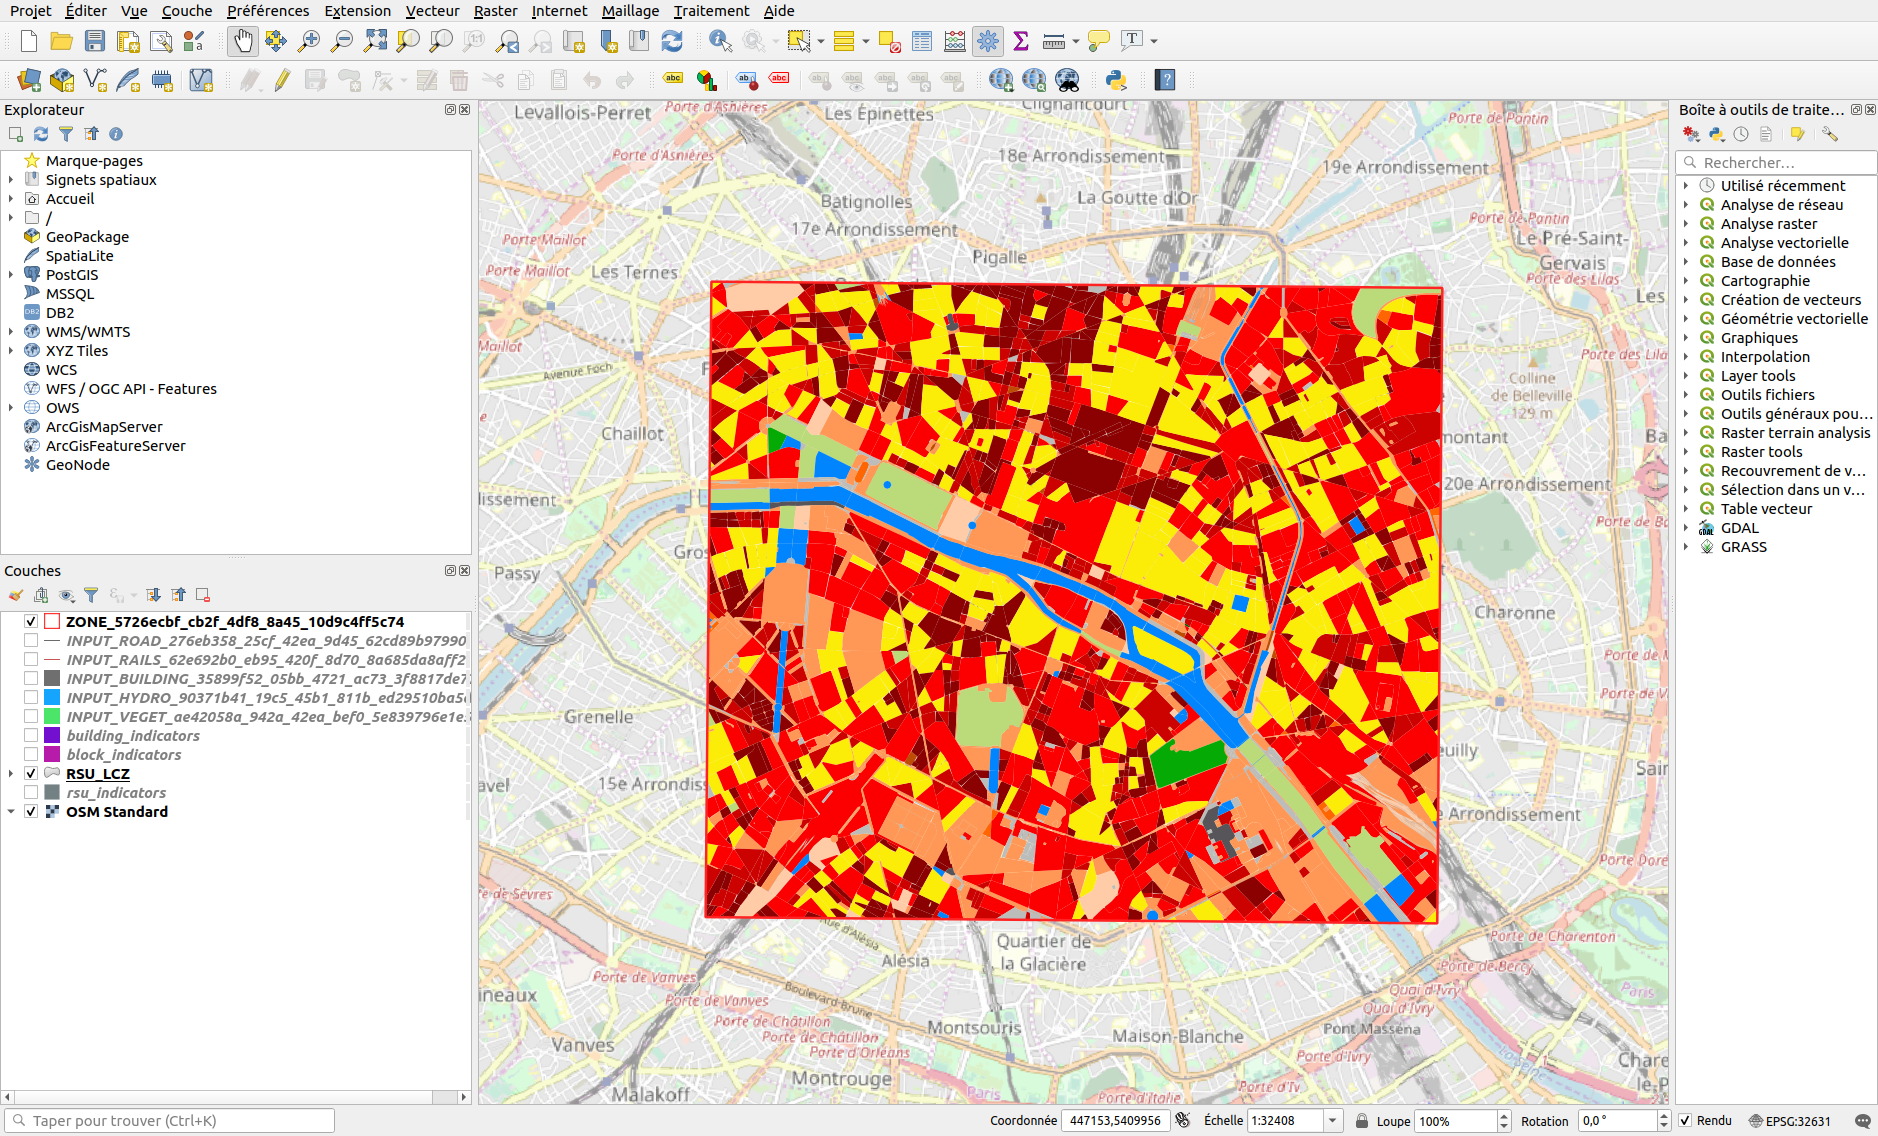 Projet Éditer Vue Couche Préférences Extension Vecteur Raster Internet Maillage Traitement Aide
Explorateur
Marque-pages
Signets spatiaux
Accueil
/
GeoPackage
SpatiaLite
PostGIS
MSSQL
DB2
WMS/WMTS
XYZ Tiles
WCS
WFS / OGC API - Features
OWS
ArcGisMapServer
ArcGisFeatureServer
GeoNode
Couches
ZONE_5726ecbf_cb2f_4df8_8a45_10d9c4ff5c74
INPUT_ROAD_276eb358_25cf_42ea_9d45_62cd89b97990
INPUT_RAILS_62e692b0_eb95_420f_8d70_8a685da8aff2
INPUT_BUILDING_35899f52_05bb_4721_ac73_3f8817de7
INPUT_HYDRO_90371b41_19c5_45b1_811b_ed29510ba5
INPUT_VEGET_ae42058a_942a_42ea_bef0_5e839796e1e
building_indicators
block_indicators
RSU_LCZ
rsu_indicators
OSM Standard
Levallois-Perret
Porte d'Asnières
Les Épinettes
Clignancourt
Porte de Pantin
Porte d'Asnières
18e Arrondissement
19e Arrondissement
La Goutte d'Or
Batignolles
17e Arrondissement
Porte de Pantin
Porte Maillot
Pigalle
Le Pré-Saint-
Gervais
Porte Maillot
Les Ternes
Porte des Lilas
Les
Maillot
Porte des Lila
Avenue Foch
Colline
de Belleville
129 m
Chaillot
montant
Ba
lissement
20e Arrondissement
Porte de Ba
Gros
Passy
Charonne
Porte de M
Grenelle
Porte de V
euilly
avel
15e Arrondiss
Sain
e Arrondissement
Porte Dore
te de Sèvres
Rue d'Alésia
Quartier de
la Glacière
Porte de Charenton
Alésia
Porte de Bercy
Porte de Vanves
ineaux
Porte de Vanves
Boulevard Brune
Quai d'Ivry
Quai d'Ivry
Paris
Porte de Châtillon
Montsouris
Maison-Blanche
Pont Masséna
Porte de Châtillon
Vanves
Porte d'Orléans
Porte d'Ivry
Chare
Montrouge
Porte d'Iv
le-P
Malakoff
Paris
Porte d'Italie
Boîte à outils de traite…
Rechercher…
Utilisé récemment
Analyse de réseau
Analyse raster
Analyse vectorielle
Base de données
Cartographie
Création de vecteurs
Géométrie vectorielle
Graphiques
Interpolation
Layer tools
Outils fichiers
Outils généraux pou…
Raster terrain analysis
Raster tools
Recouvrement de v…
Sélection dans un v…
Table vecteur
GDAL
GRASS
Taper pour trouver (Ctrl+K)
Coordonnée 447153,5409956 Échelle 1:32408 Loupe 100% Rotation 0,0 ° Rendu EPSG:32631